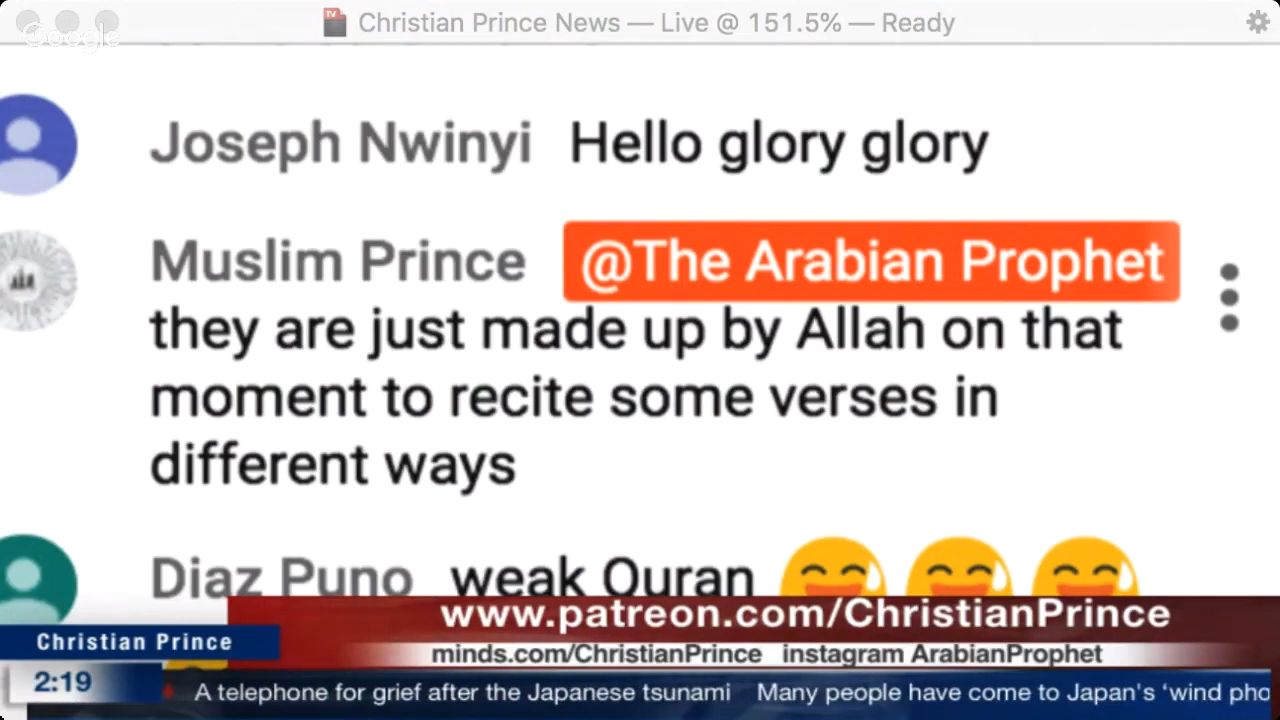 Christian Prince News — Live @ 151.5% — Ready
Google
Joseph Nwinyi Hello glory glory
Muslim Prince @The Arabian Prophet
they are just made up by Allah on that
moment to recite some verses in
different ways
Diaz Puno weak Quran
www.patreon.com/ChristianPrince
Christian Prince
minds.com/ChristianPrince instagram ArabianProphet
2:19
A telephone for grief after the Japanese tsunami Many people have come to Japan's ‘wind pho